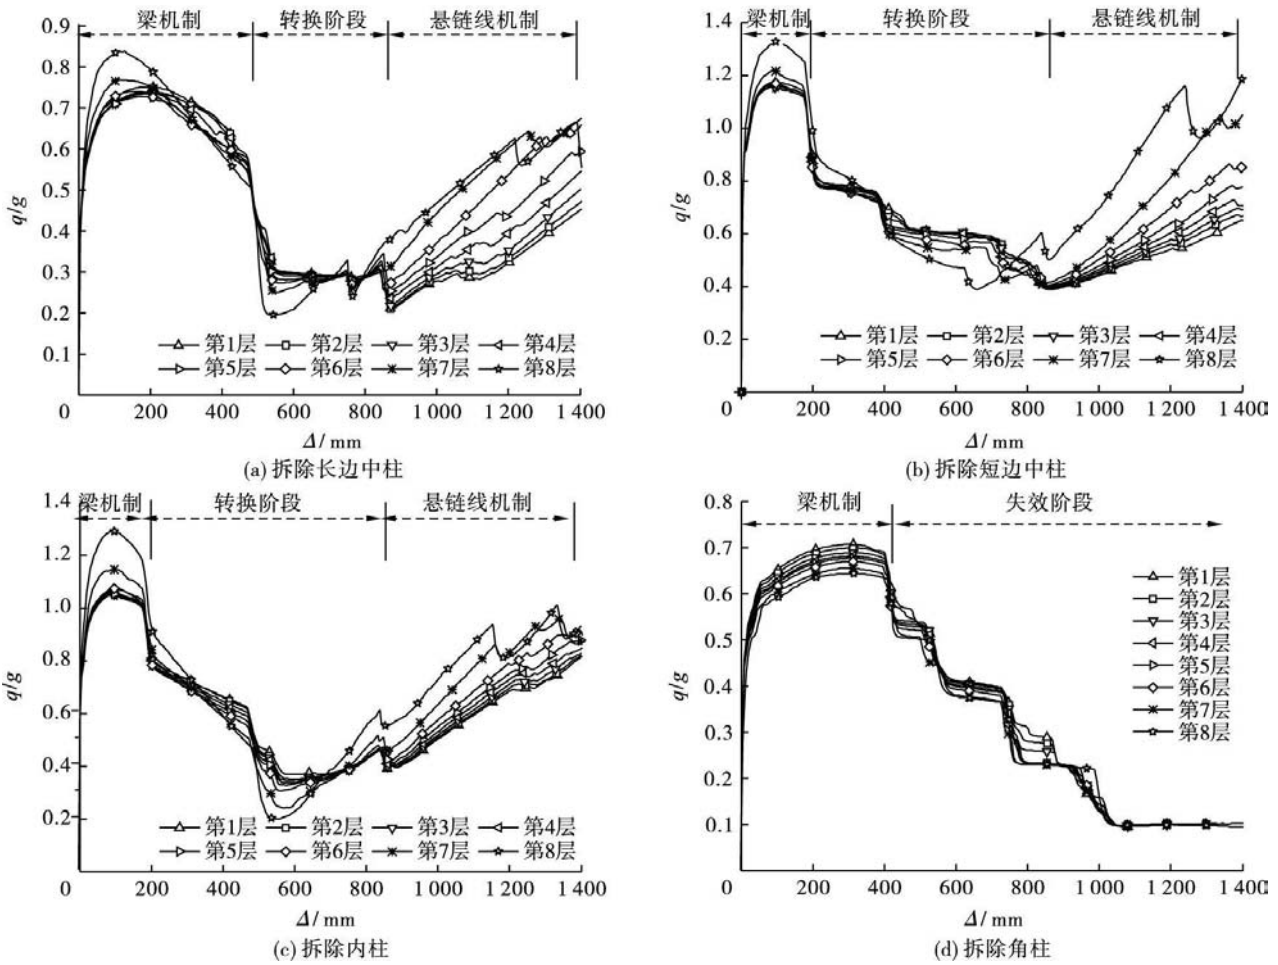 梁机制 转换阶段 悬链线机制
0.9
0.8
0.7
0.6
0.5
0.4
0.3
0.2
0.1
0
q/g
第1层 第2层 第3层 第4层
第5层 第6层 第7层 第8层
200 400 600 800 1 000 1 200 1 400
Δ/ mm
(a) 拆除长边中柱
梁机制 转换阶段 悬链线机制
1.4
1.2
1.0
0.8
0.6
0.4
0.2
0
q/g
第1层 第2层 第3层 第4层
第5层 第6层 第7层 第8层
200 400 600 800 1 000 1 200 1 400
Δ/ mm
(b) 拆除短边中柱
梁机制 转换阶段 悬链线机制
1.4
1.2
1.0
0.8
0.6
0.4
0.2
0
q/g
第1层 第2层 第3层 第4层
第5层 第6层 第7层 第8层
200 400 600 800 1 000 1 200 1 400
Δ/ mm
(c) 拆除内柱
梁机制 失效阶段
0.8
0.7
0.6
0.5
0.4
0.3
0.2
0.1
0
q/g
第1层
第2层
第3层
第4层
第5层
第6层
第7层
第8层
200 400 600 800 1 000 1 200 1 400
Δ/ mm
(d) 拆除角柱